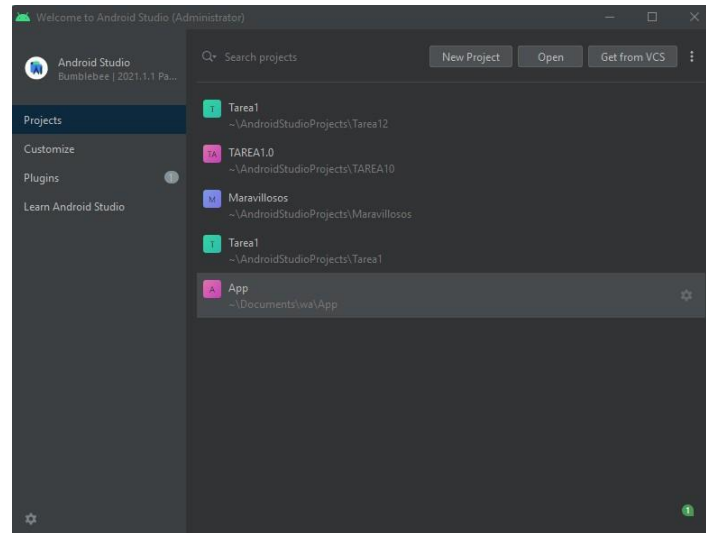 Welcome to Android Studio (Administrator)
Android Studio
Bumblebee | 2021.1.1 Pa...
Search projects
New Project
Open
Get from VCS
Projects
Customize
Plugins
1
Learn Android Studio
T
Tarea1
~\AndroidStudioProjects\Tarea12
TA
TAREA1.0
~\AndroidStudioProjects\TAREA10
M
Maravillosos
~\AndroidStudioProjects\Maravillosos
T
Tarea1
~\AndroidStudioProjects\Tarea1
A
App
~\Documents\wa\App
1